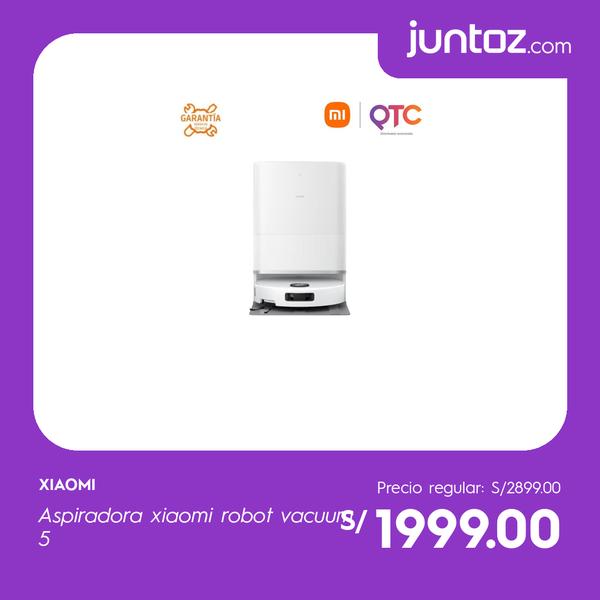 juntoz.com
GARANTÍA
mi
QTC
XIAOMI
Precio regular: S/2899.00
Aspiradora xiaomi robot vacuum
5
S/ 1999.00